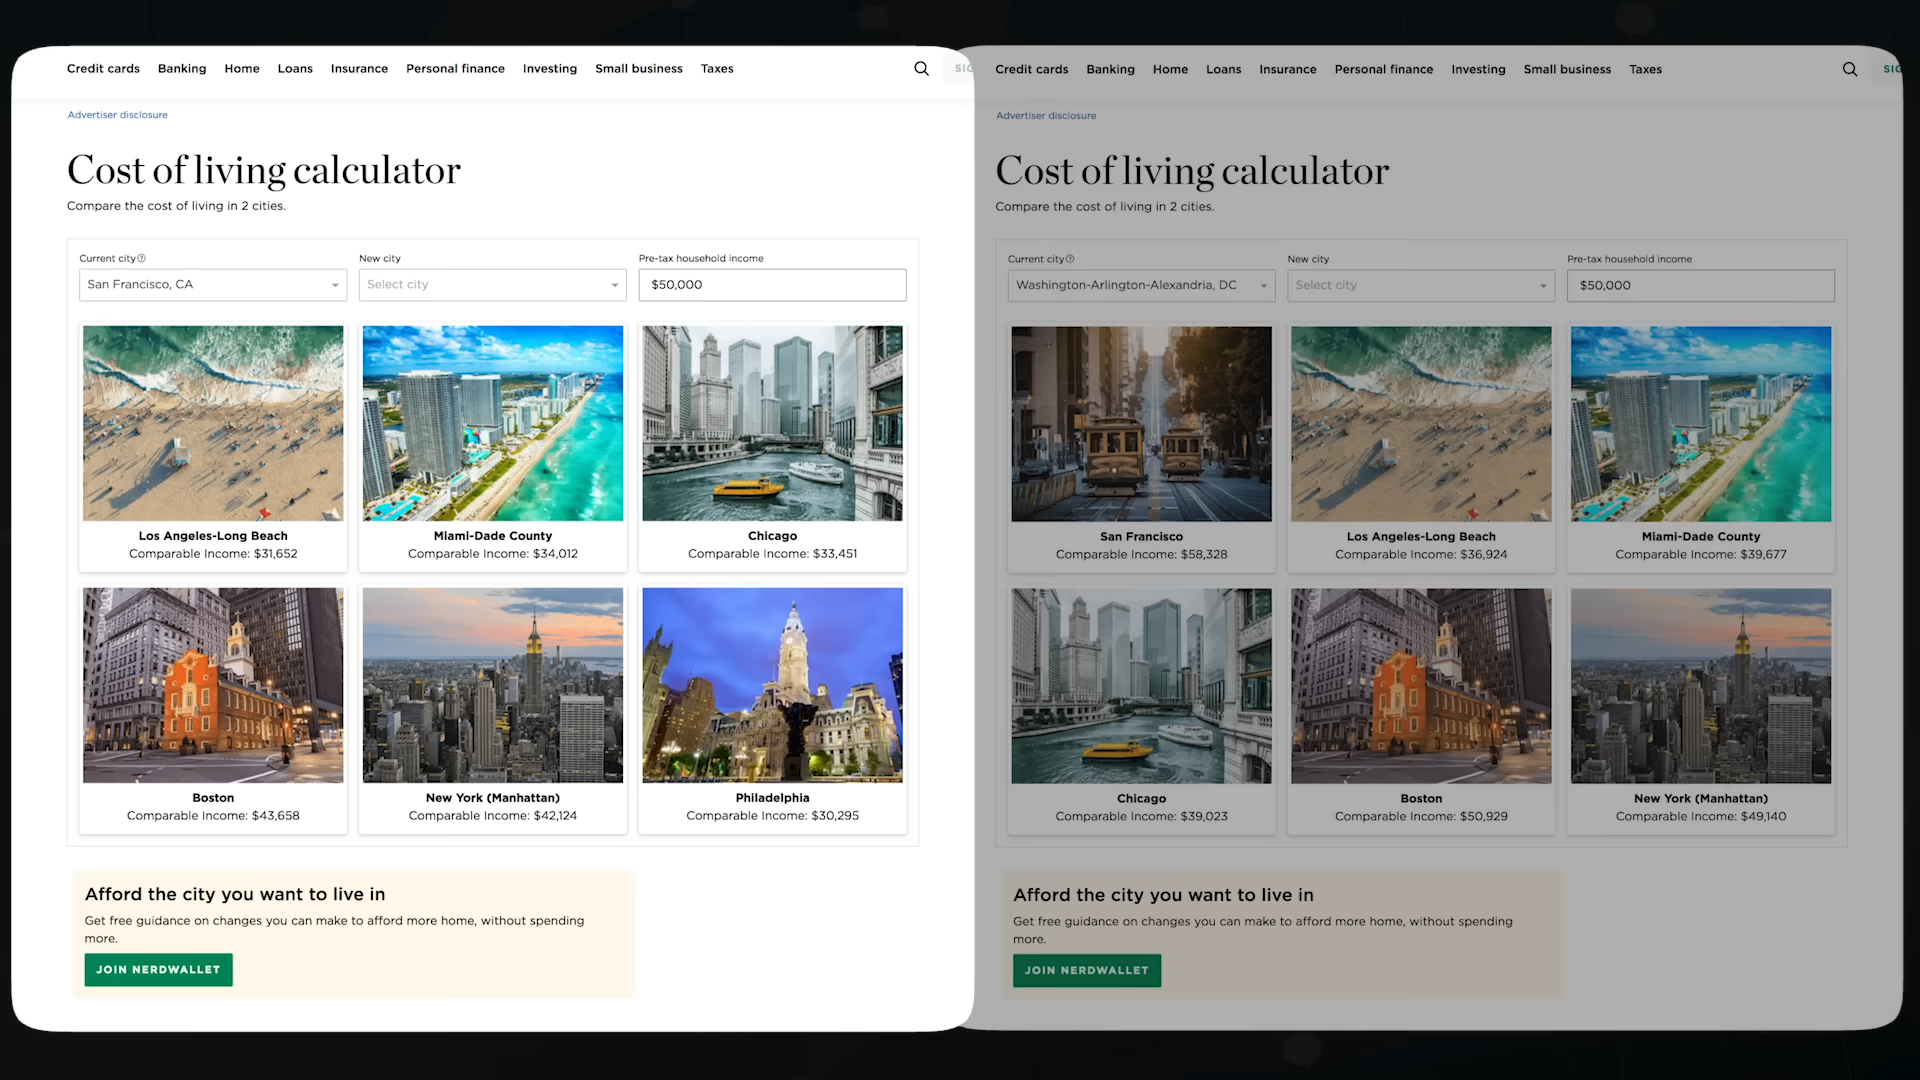 Credit cards Banking Home Loans Insurance Personal finance Investing Small business Taxes
Advertiser disclosure
Cost of living calculator
Compare the cost of living in 2 cities.
Current city
New city
Pre-tax household income
San Francisco, CA
Select city
$50,000
Los Angeles-Long Beach
Comparable Income: $31,652
Miami-Dade County
Comparable Income: $34,012
Chicago
Comparable Income: $33,451
Boston
Comparable Income: $43,658
New York (Manhattan)
Comparable Income: $42,124
Philadelphia
Comparable Income: $30,295
Afford the city you want to live in
Get free guidance on changes you can make to afford more home, without spending
more.
JOIN NERDWALLET
Credit cards Banking Home Loans Insurance Personal finance Investing Small business Taxes
Advertiser disclosure
Cost of living calculator
Compare the cost of living in 2 cities.
Current city
New city
Pre-tax household income
Washington-Arlington-Alexandria, DC
Select city
$50,000
San Francisco
Comparable Income: $58,328
Los Angeles-Long Beach
Comparable Income: $36,924
Miami-Dade County
Comparable Income: $39,677
Chicago
Comparable Income: $39,023
Boston
Comparable Income: $50,929
New York (Manhattan)
Comparable Income: $49,140
Afford the city you want to live in
Get free guidance on changes you can make to afford more home, without spending
more.
JOIN NERDWALLET